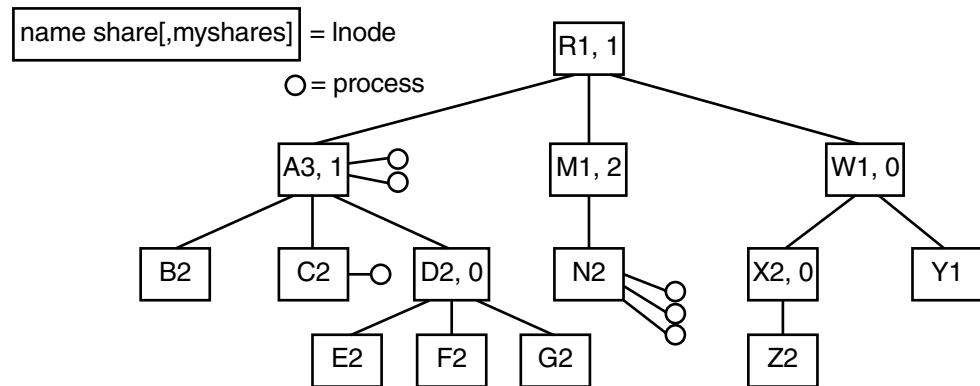 name share[,myshares] = lnode
R1, 1
= process
A3, 1
M1, 2
W1, 0
B2
C2
D2, 0
N2
X2, 0
Y1
E2
F2
G2
Z2